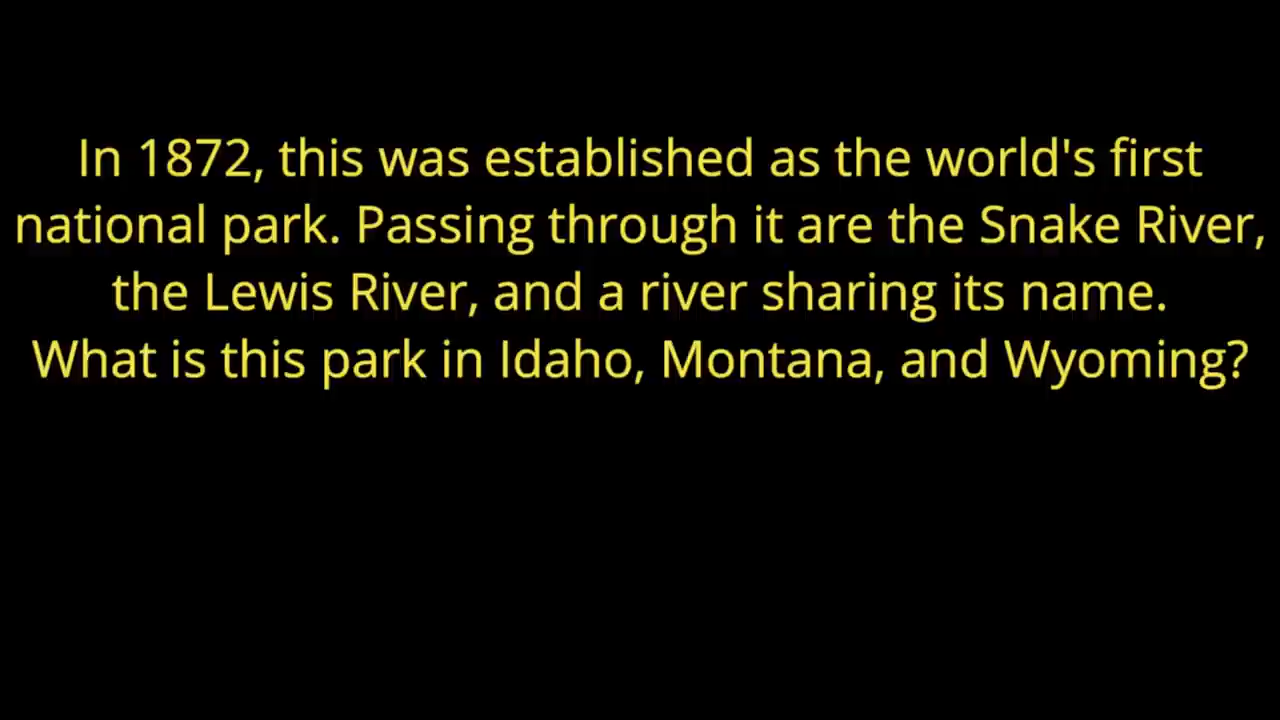 In 1872, this was established as the world's first
national park. Passing through it are the Snake River,
the Lewis River, and a river sharing its name.
What is this park in Idaho, Montana, and Wyoming?